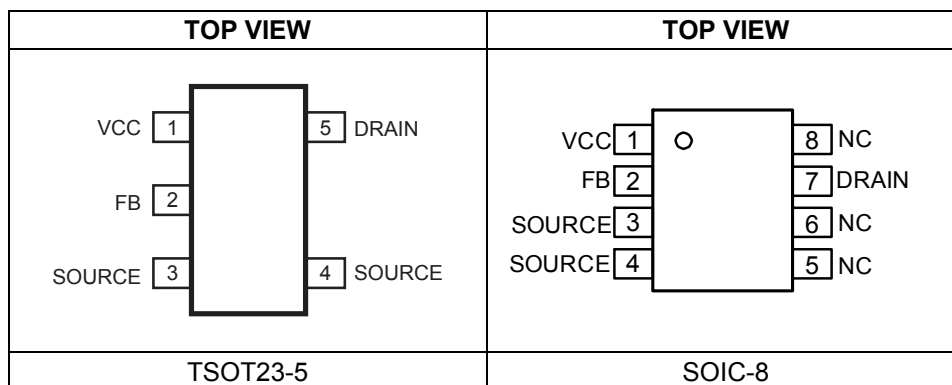 TOP VIEW
TOP VIEW
VCC 1 5 DRAIN
FB 2
SOURCE 3 4 SOURCE
VCC 1 8 NC
FB 2 7 DRAIN
SOURCE 3 6 NC
SOURCE 4 5 NC
TSOT23-5
SOIC-8